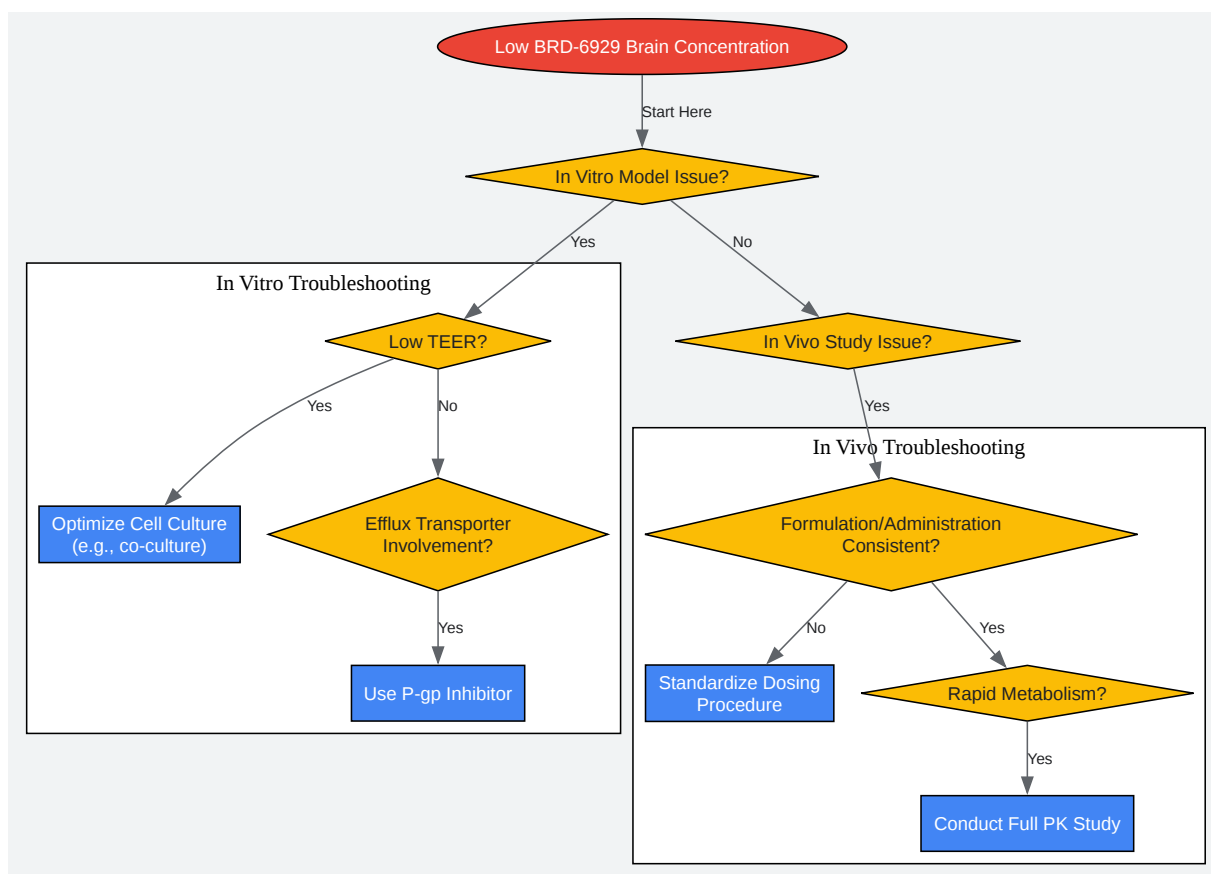 Low BRD-6929 Brain Concentration
Start Here
In Vitro Model Issue?
Yes
No
In Vitro Troubleshooting
Low TEER?
In Vivo Study Issue?
Yes
No
Yes
In Vivo Troubleshooting
Optimize Cell Culture
(e.g., co-culture)
Efflux Transporter
Involvement?
Formulation/Administration
Consistent?
Yes
No
Yes
Use P-gp Inhibitor
Standardize Dosing
Procedure
Rapid Metabolism?
Yes
Conduct Full PK Study